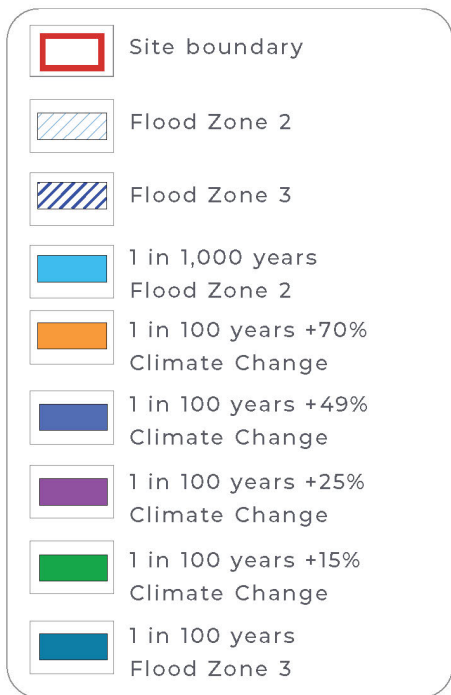 Site boundary
Flood Zone 2
Flood Zone 3
1 in 1,000 years
Flood Zone 2
1 in 100 years +70%
Climate Change
1 in 100 years +49%
Climate Change
1 in 100 years +25%
Climate Change
1 in 100 years +15%
Climate Change
1 in 100 years
Flood Zone 3